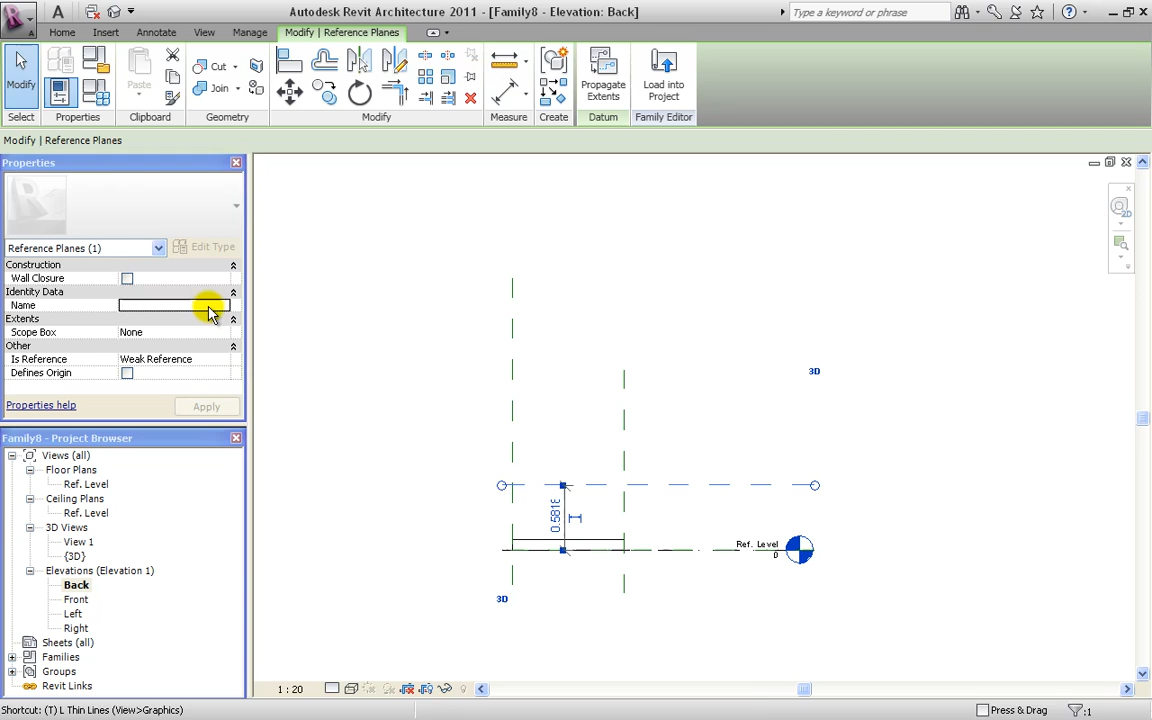 Autodesk Revit Architecture 2011 - [Family8 - Elevation: Back]
Type a keyword or phrase
Home Insert Annotate View Manage Modify | Reference Planes
Modify
Paste
Cut
Join
Propagate Extents
Load into Project
Select Properties Clipboard Geometry Modify Measure Create Datum Family Editor
Modify | Reference Planes
Properties
Reference Planes (1) Edit Type
Construction
Wall Closure
Identity Data
Name
Extents
Scope Box None
Other
Is Reference Weak Reference
Defines Origin
Properties help Apply
Family8 - Project Browser
Views (all)
Floor Plans
Ref. Level
Ceiling Plans
Ref. Level
3D Views
View 1
{3D}
Elevations (Elevation 1)
Back
Front
Left
Right
Sheets (all)
Families
Groups
Revit Links
2D
3D
0.5818
Ref. Level
0
3D
1 : 20
Shortcut: (T) L Thin Lines (View>Graphics)
Press & Drag
:1